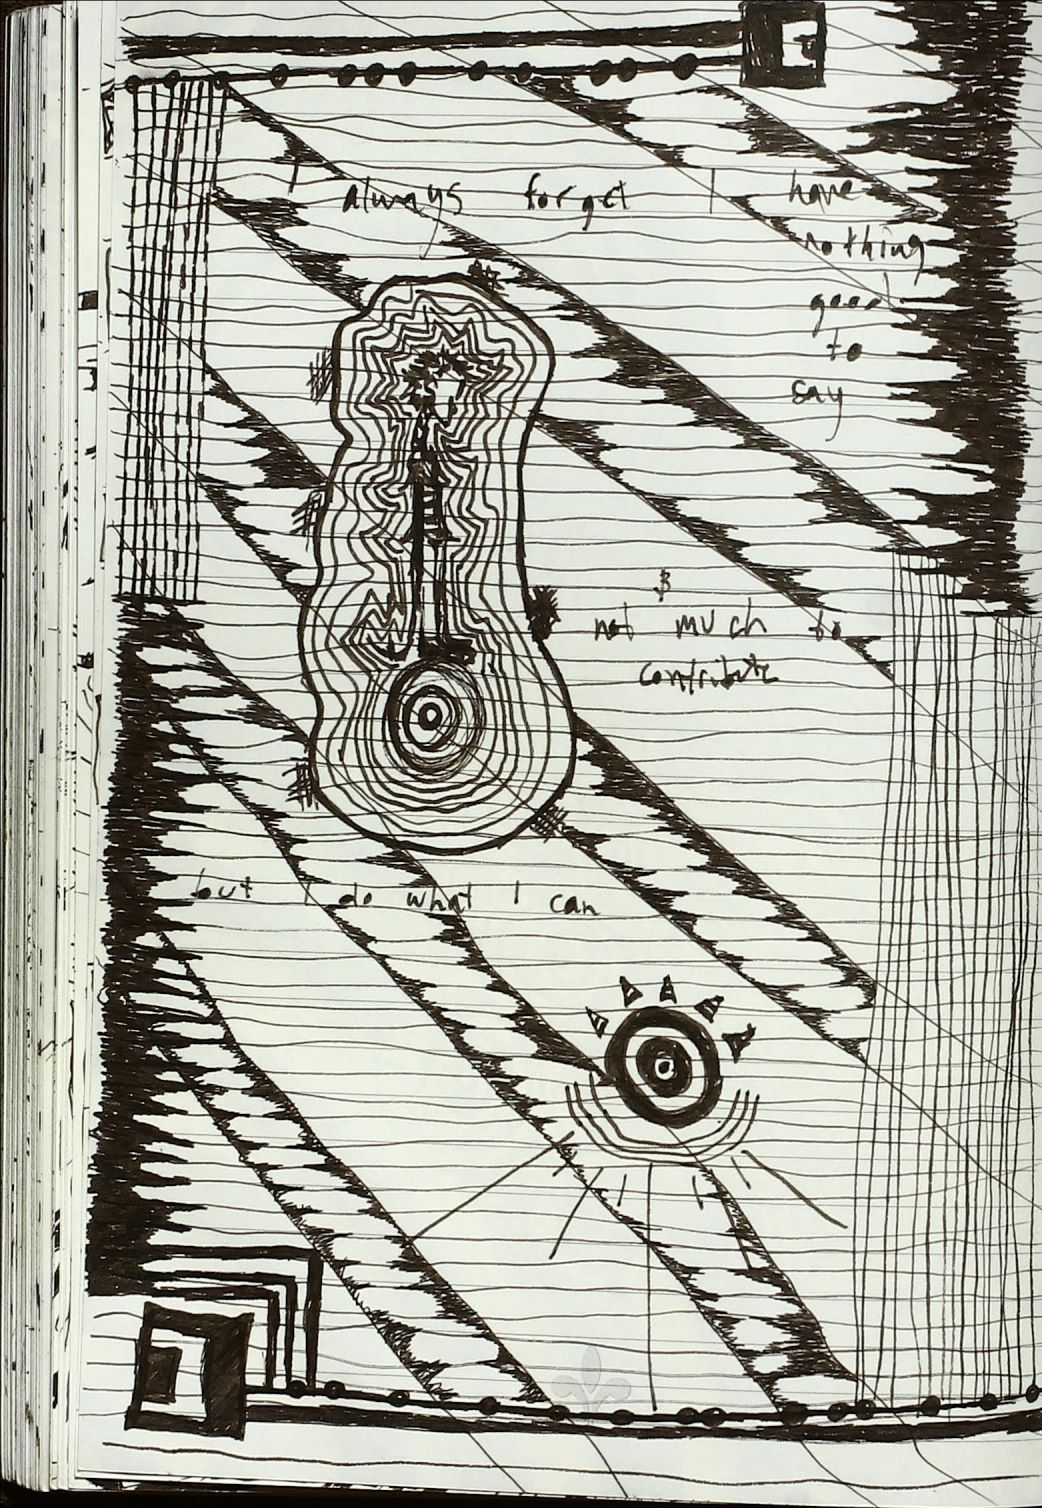 I always forget I have
nothing
good
to
say
&
not much to
contribute
but I do what I can